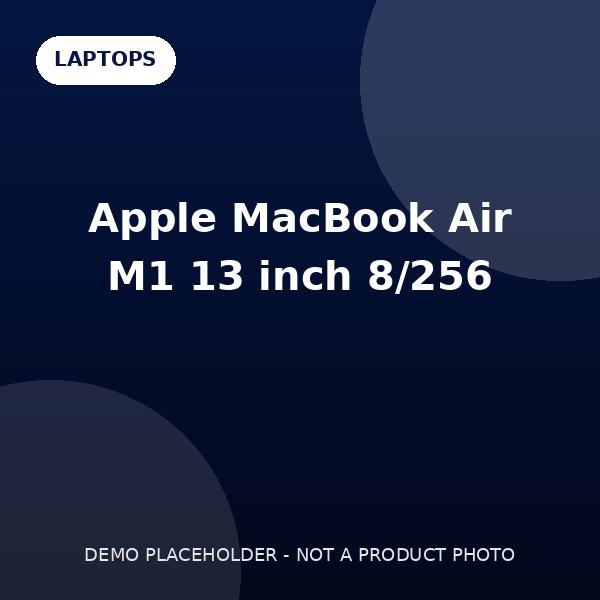 LAPTOPS
Apple MacBook Air
M1 13 inch 8/256
DEMO PLACEHOLDER - NOT A PRODUCT PHOTO